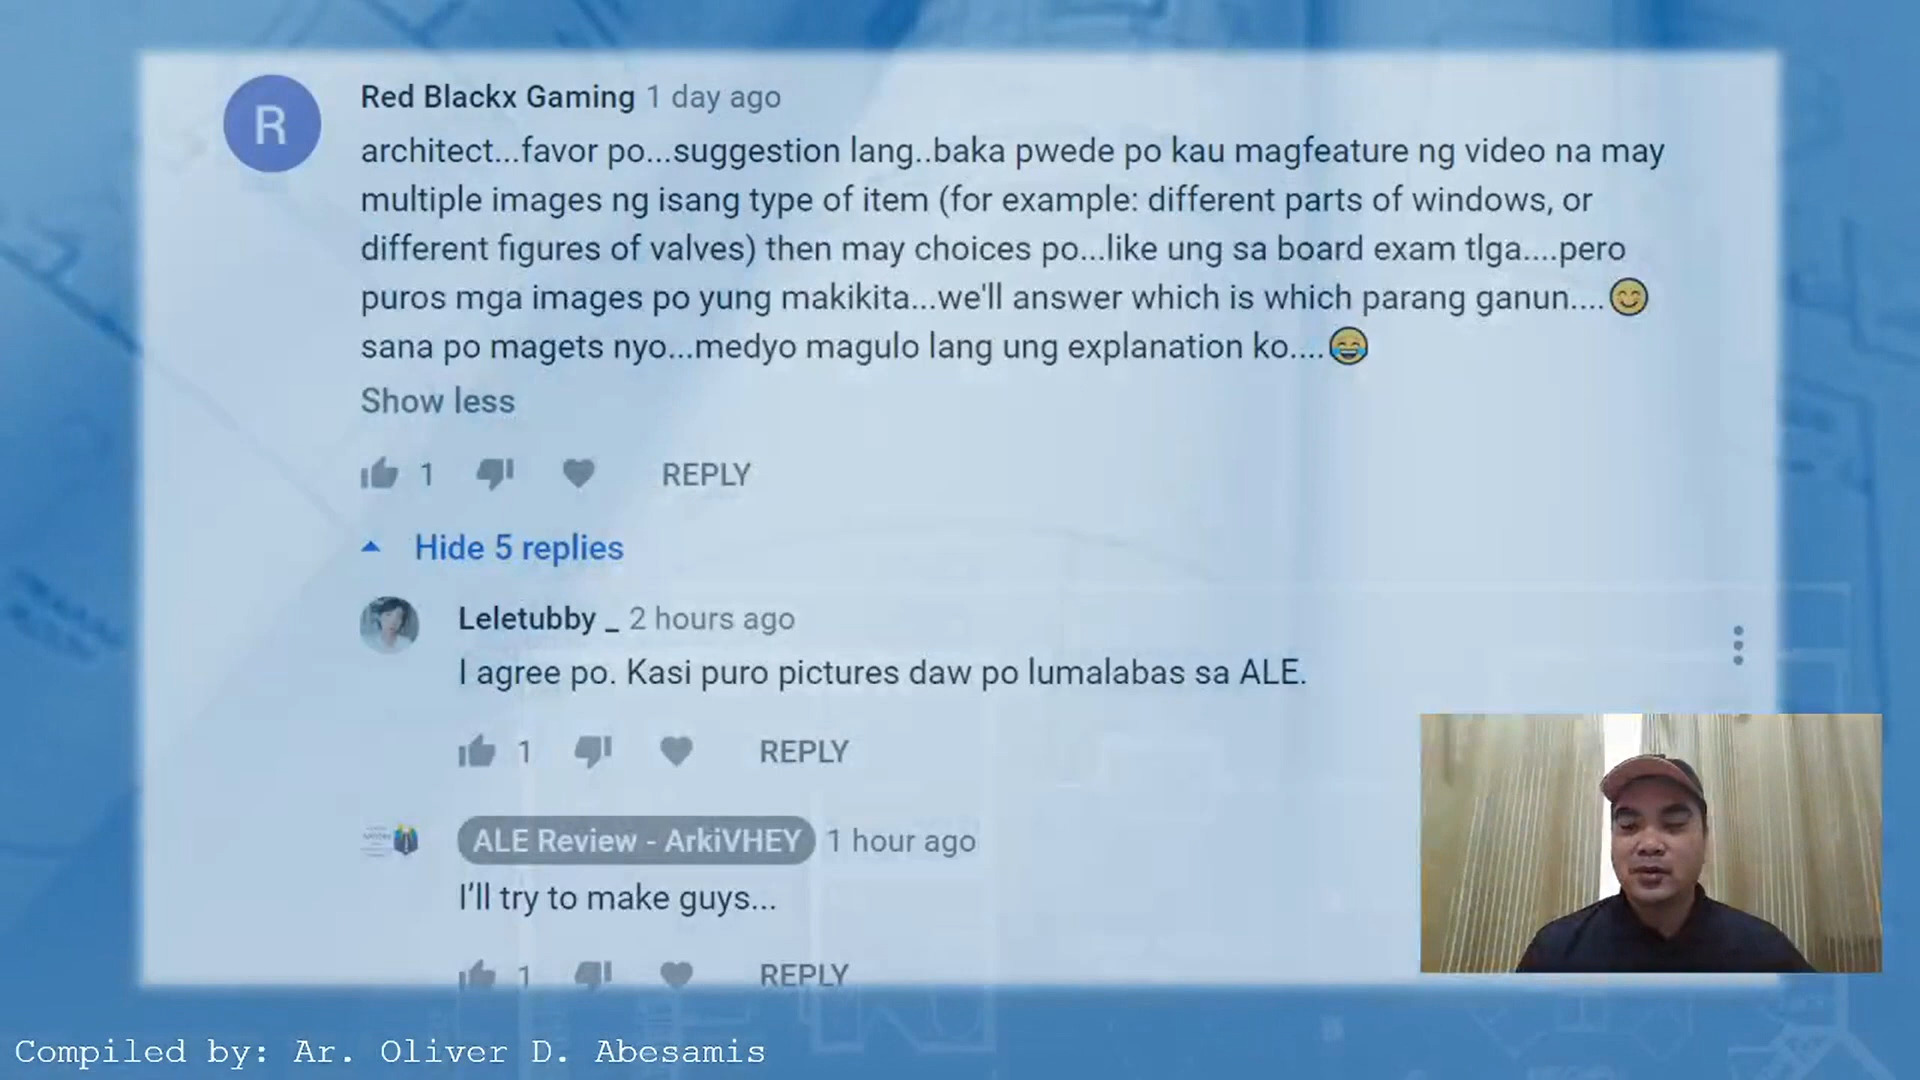 R
Red Blackx Gaming 1 day ago
architect...favor po...suggestion lang..baka pwede po kau magfeature ng video na may
multiple images ng isang type of item (for example: different parts of windows, or
different figures of valves) then may choices po...like ung sa board exam tlga....pero
puros mga images po yung makikita...we'll answer which is which parang ganun....😊
sana po magets nyo...medyo magulo lang ung explanation ko....😂
Show less
1 REPLY
Hide 5 replies
Leletubby _ 2 hours ago
I agree po. Kasi puro pictures daw po lumalabas sa ALE.
1 REPLY
ALE Review - ArkiVHEY 1 hour ago
I'll try to make guys...
1 REPLY
Compiled by: Ar. Oliver D. Abesamis